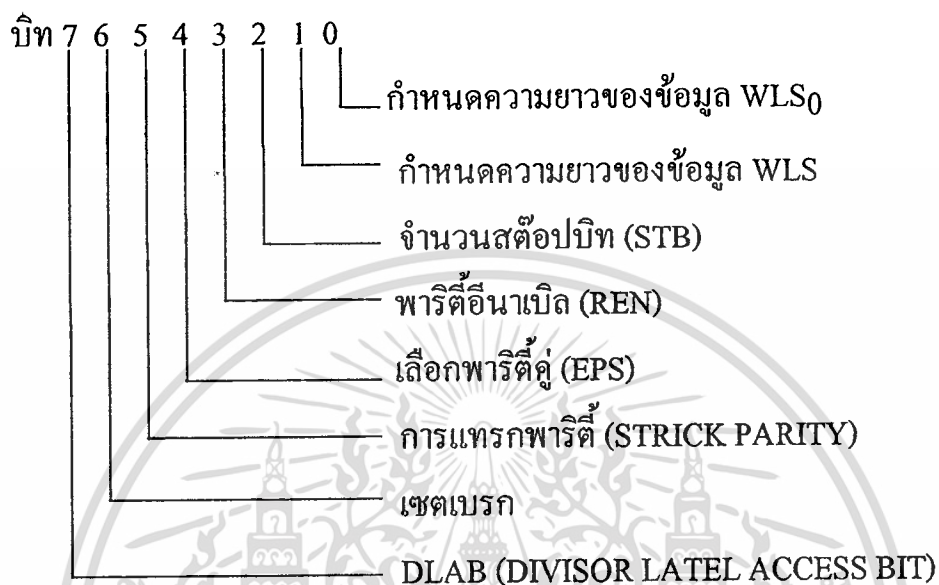 บิท 7 6 5 4 3 2 1 0
กำหนดความยาวของข้อมูล WLS0
กำหนดความยาวของข้อมูล WLS
จำนวนสต๊อปบิท (STB)
พาริตี้อีนาเบิล (REN)
เลือกพาริตี้คู่ (EPS)
การแทรกพาริตี้ (STRICK PARITY)
เซตเบรก
DLAB (DIVISOR LATEL ACCESS BIT)